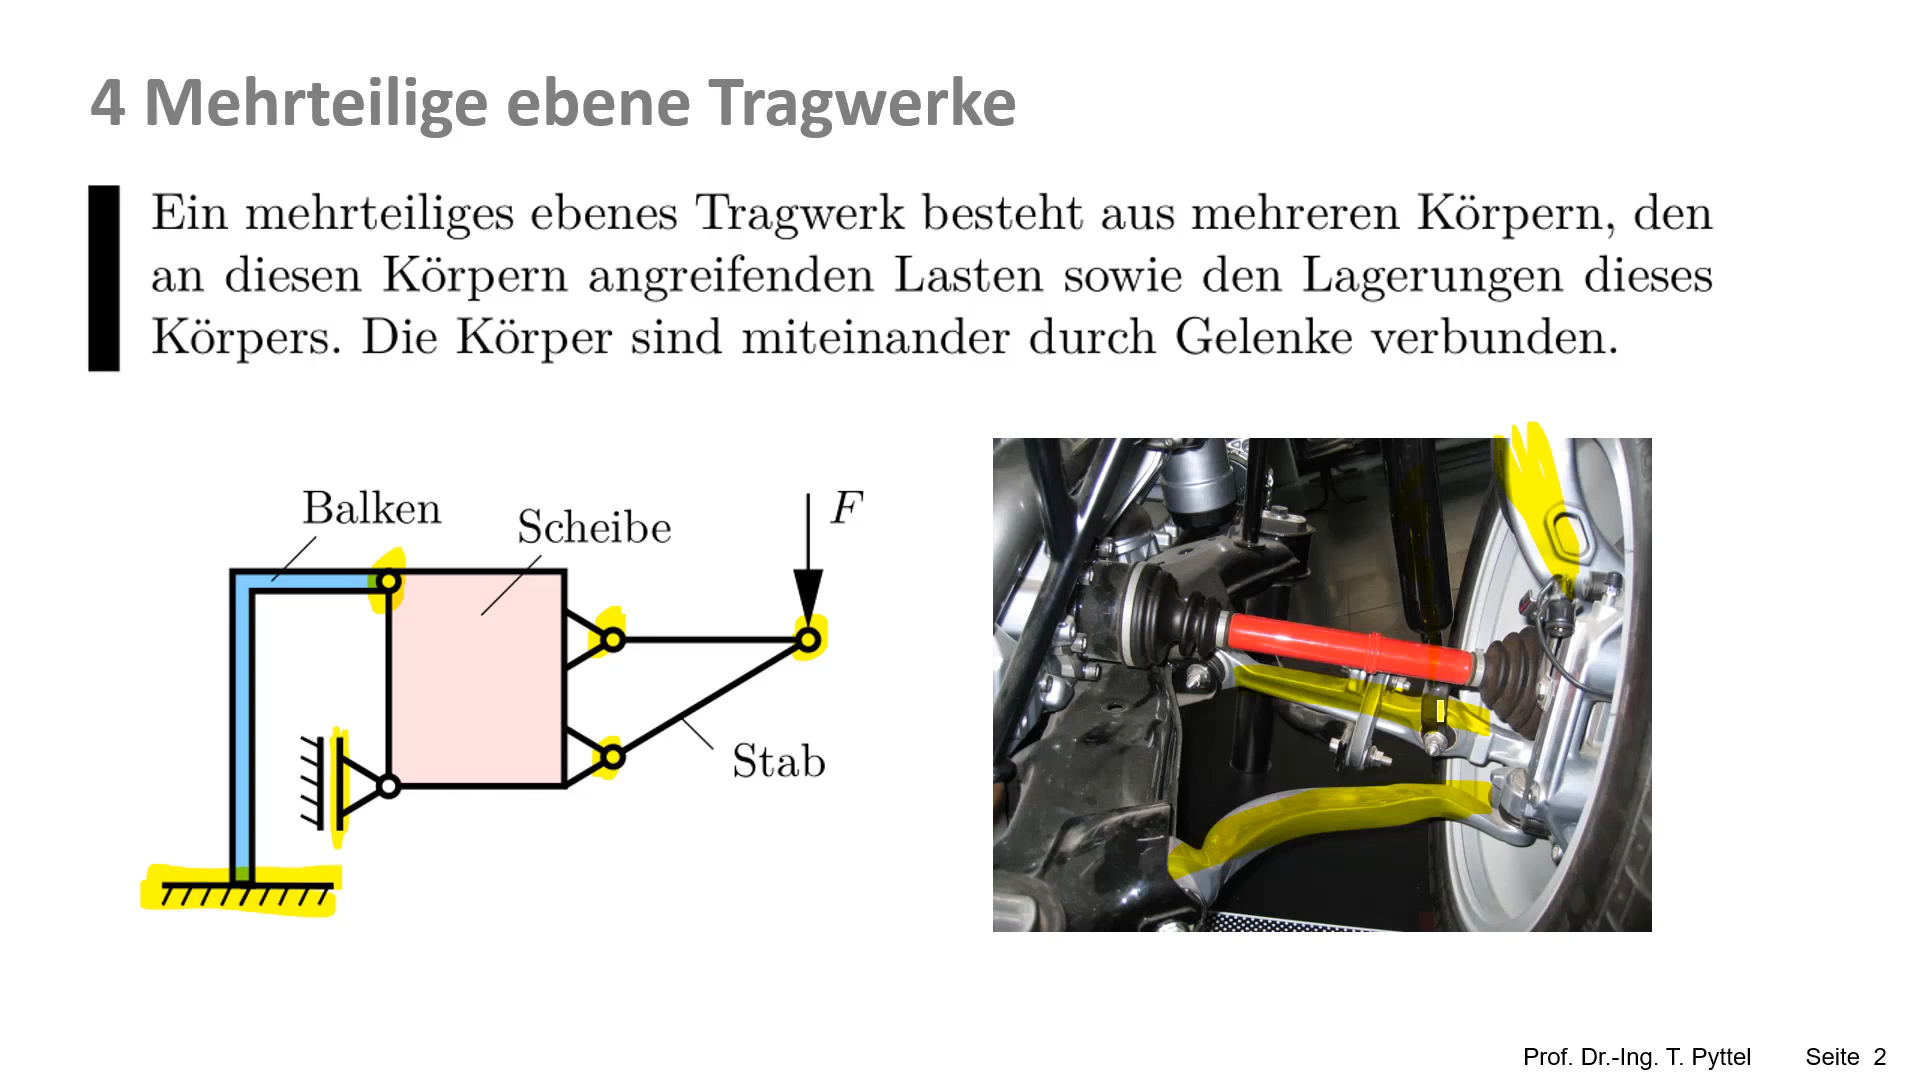 4 Mehrteilige ebene Tragwerke
Ein mehrteiliges ebenes Tragwerk besteht aus mehreren Körpern, den
an diesen Körpern angreifenden Lasten sowie den Lagerungen dieses
Körpers. Die Körper sind miteinander durch Gelenke verbunden.
Balken
Scheibe
F
Stab
Prof. Dr.-Ing. T. Pyttel
Seite 2